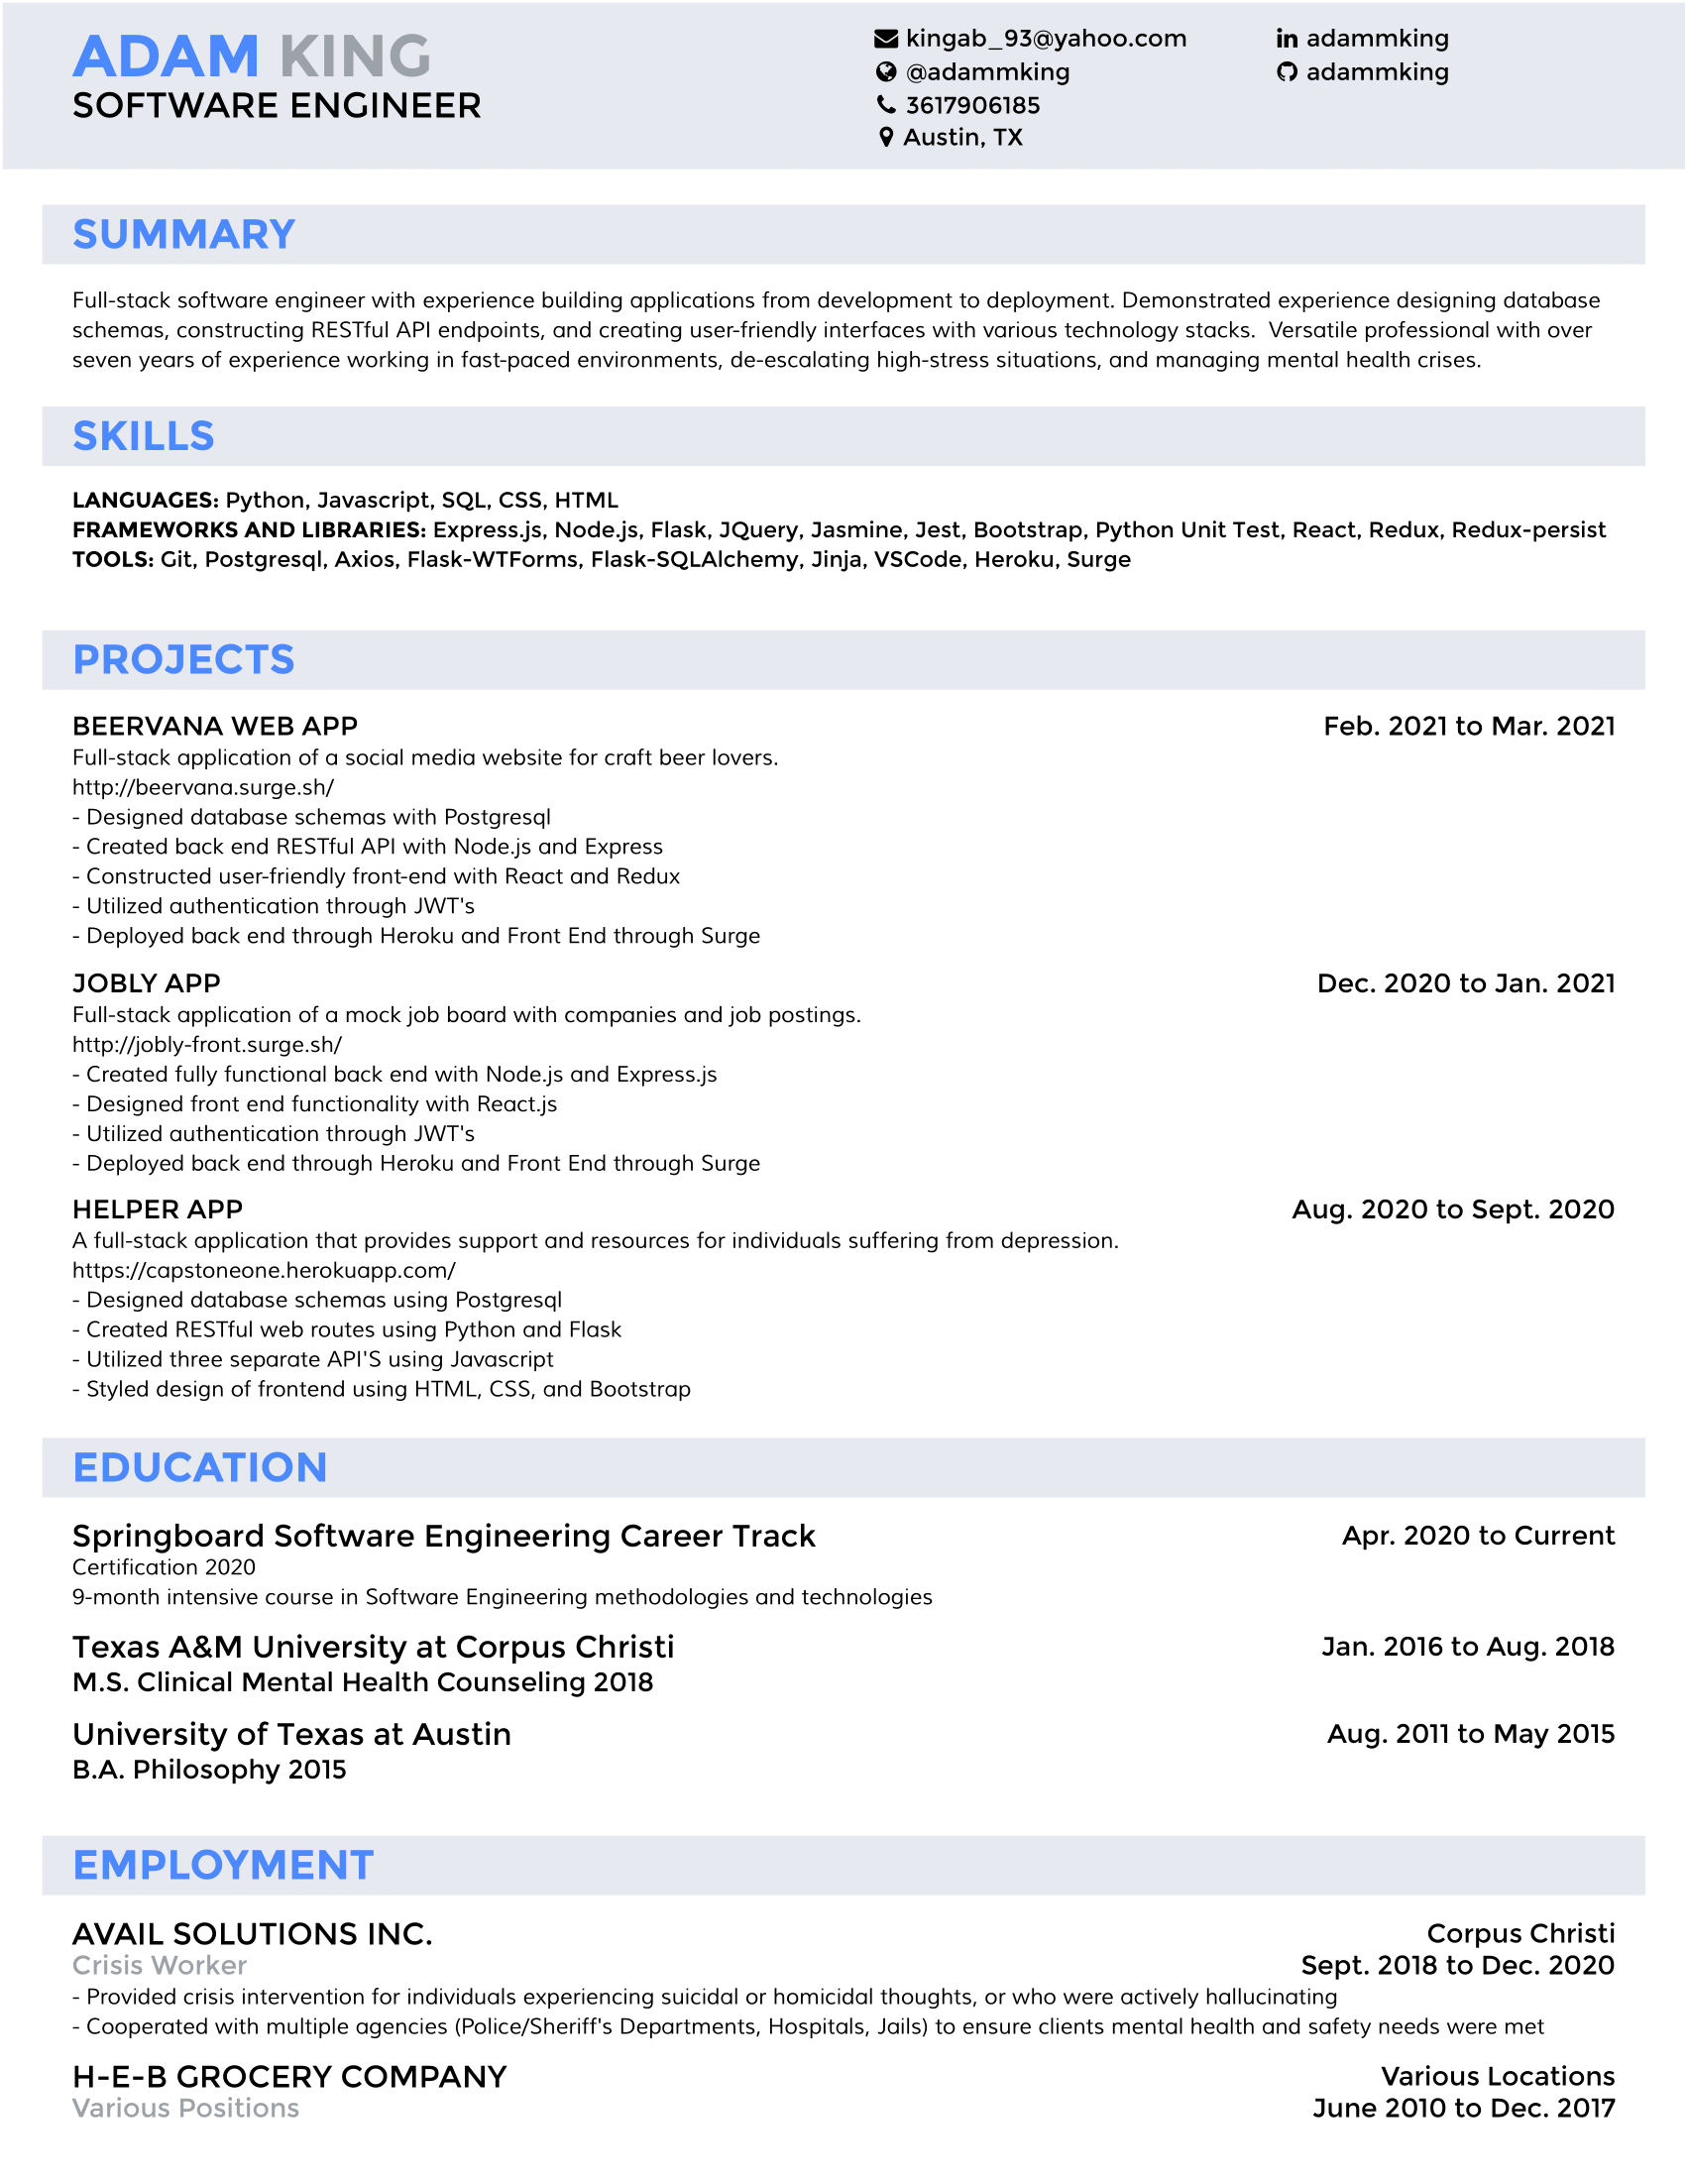 ADAM KING
SOFTWARE ENGINEER
kingab_93@yahoo.com
@adammking
3617906185
Austin, TX
adammking
adammking
SUMMARY
Full-stack software engineer with experience building applications from development to deployment. Demonstrated experience designing database
schemas, constructing RESTful API endpoints, and creating user-friendly interfaces with various technology stacks.  Versatile professional with over
seven years of experience working in fast-paced environments, de-escalating high-stress situations, and managing mental health crises.
SKILLS
LANGUAGES: Python, Javascript, SQL, CSS, HTML
FRAMEWORKS AND LIBRARIES: Express.js, Node.js, Flask, JQuery, Jasmine, Jest, Bootstrap, Python Unit Test, React, Redux, Redux-persist
TOOLS: Git, Postgresql, Axios, Flask-WTForms, Flask-SQLAlchemy, Jinja, VSCode, Heroku, Surge
PROJECTS
BEERVANA WEB APP Feb. 2021 to Mar. 2021
Full-stack application of a social media website for craft beer lovers.
http://beervana.surge.sh/
- Designed database schemas with Postgresql
- Created back end RESTful API with Node.js and Express
- Constructed user-friendly front-end with React and Redux
- Utilized authentication through JWT's
- Deployed back end through Heroku and Front End through Surge
JOBLY APP Dec. 2020 to Jan. 2021
Full-stack application of a mock job board with companies and job postings.
http://jobly-front.surge.sh/
- Created fully functional back end with Node.js and Express.js
- Designed front end functionality with React.js
- Utilized authentication through JWT's
- Deployed back end through Heroku and Front End through Surge
HELPER APP Aug. 2020 to Sept. 2020
A full-stack application that provides support and resources for individuals suffering from depression.
https://capstoneone.herokuapp.com/
- Designed database schemas using Postgresql
- Created RESTful web routes using Python and Flask
- Utilized three separate API'S using Javascript
- Styled design of frontend using HTML, CSS, and Bootstrap
EDUCATION
Springboard Software Engineering Career Track Apr. 2020 to Current
Certification 2020
9-month intensive course in Software Engineering methodologies and technologies
Texas A&M University at Corpus Christi Jan. 2016 to Aug. 2018
M.S. Clinical Mental Health Counseling 2018
University of Texas at Austin Aug. 2011 to May 2015
B.A. Philosophy 2015
EMPLOYMENT
AVAIL SOLUTIONS INC. Corpus Christi
Crisis Worker Sept. 2018 to Dec. 2020
- Provided crisis intervention for individuals experiencing suicidal or homicidal thoughts, or who were actively hallucinating
- Cooperated with multiple agencies (Police/Sheriff's Departments, Hospitals, Jails) to ensure clients mental health and safety needs were met
H-E-B GROCERY COMPANY Various Locations
Various Positions June 2010 to Dec. 2017